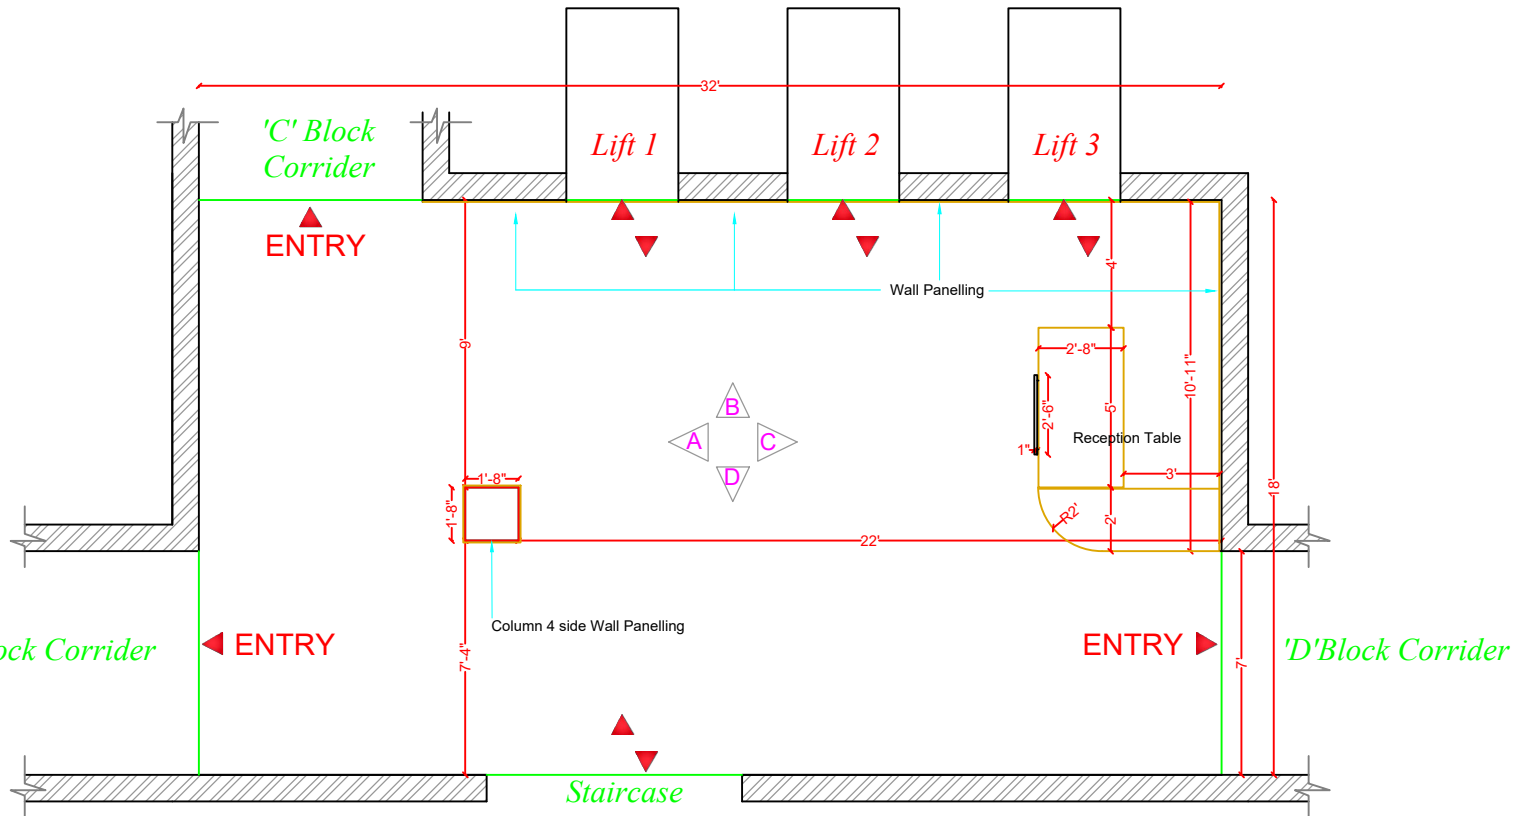 32'
'C' Block
Corrider
Lift 1
Lift 2
Lift 3
ENTRY
4'
Wall Panelling
9'
2'-8"
10'-11"
B
A
C
D
5'
2'-6"
Reception Table
1"
3'
1'-8"
1'-8"
18'
R2'
2'
22'
Column 4 side Wall Panelling
ock Corrider
ENTRY
ENTRY
'D'Block Corrider
7'-4"
7'
Staircase